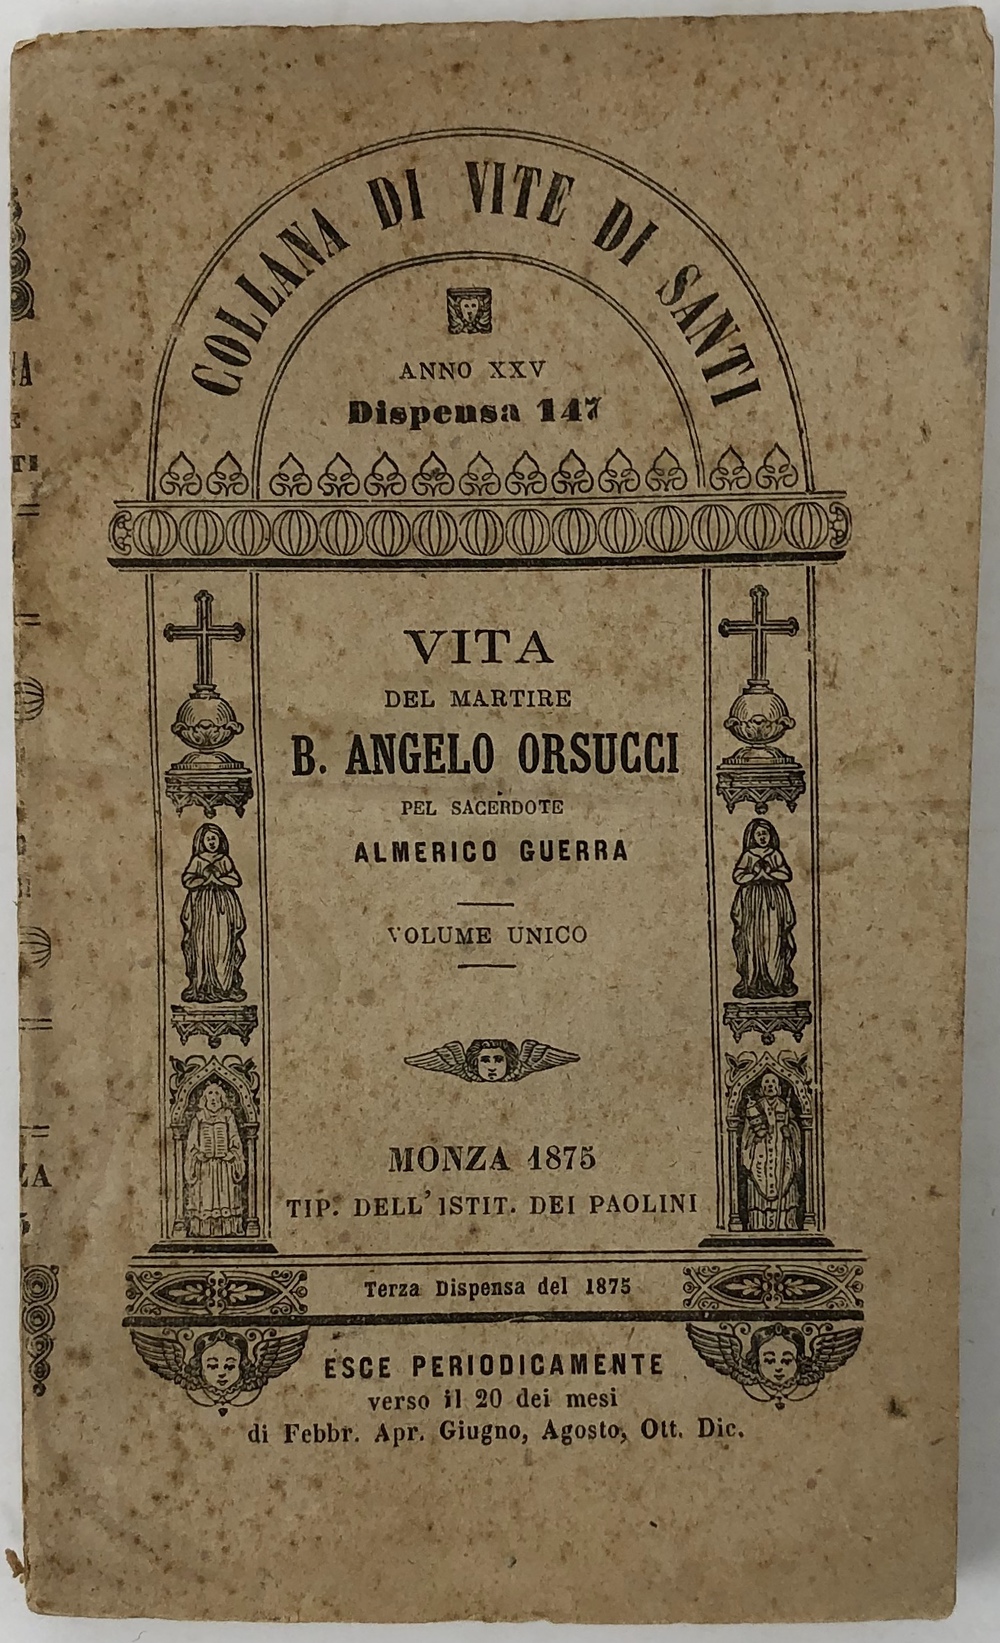 COLLANA DI VITE DI SANTI
ANNO XXV
Dispensa 147
VITA
DEL MARTIRE
B. ANGELO ORSUCCI
PEL SACERDOTE
ALMERICO GUERRA
VOLUME UNICO
MONZA 1875
TIP. DELL'ISTIT. DEI PAOLINI
Terza Dispensa del 1875
ESCE PERIODICAMENTE
verso il 20 dei mesi
di Febbr. Apr. Giugno, Agosto, Ott. Dic.